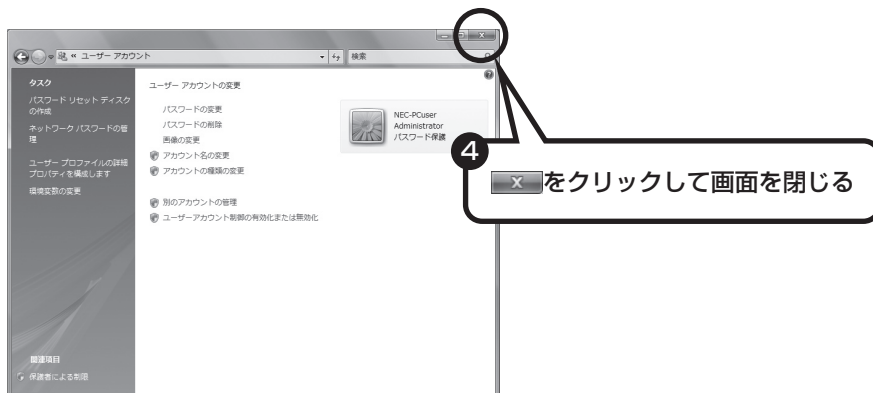 « ユーザー アカウント
検索
タスク
パスワード リセット ディスク
の作成
ネットワーク パスワードの管
理
ユーザー プロファイルの詳細
プロパティを構成します
環境変数の変更
関連項目
保護者による制限
ユーザー アカウントの変更
パスワードの変更
パスワードの削除
画像の変更
アカウント名の変更
アカウントの種類の変更
別のアカウントの管理
ユーザーアカウント制御の有効化または無効化
NEC-PCuser
Administrator
パスワード保護
4
x をクリックして画面を閉じる